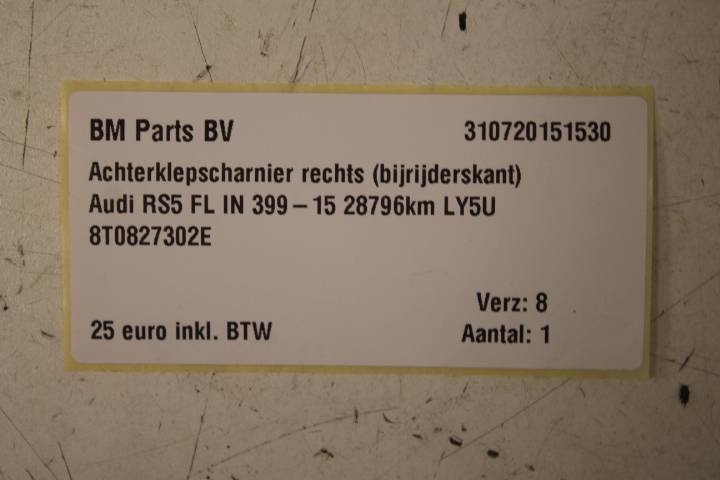 BM Parts BV 310720151530
Achterklepscharnier rechts (bijrijderskant)
Audi RS5 FL IN 399 – 15 28796km LY5U
8T0827302E
Verz: 8
25 euro inkl. BTW Aantal: 1